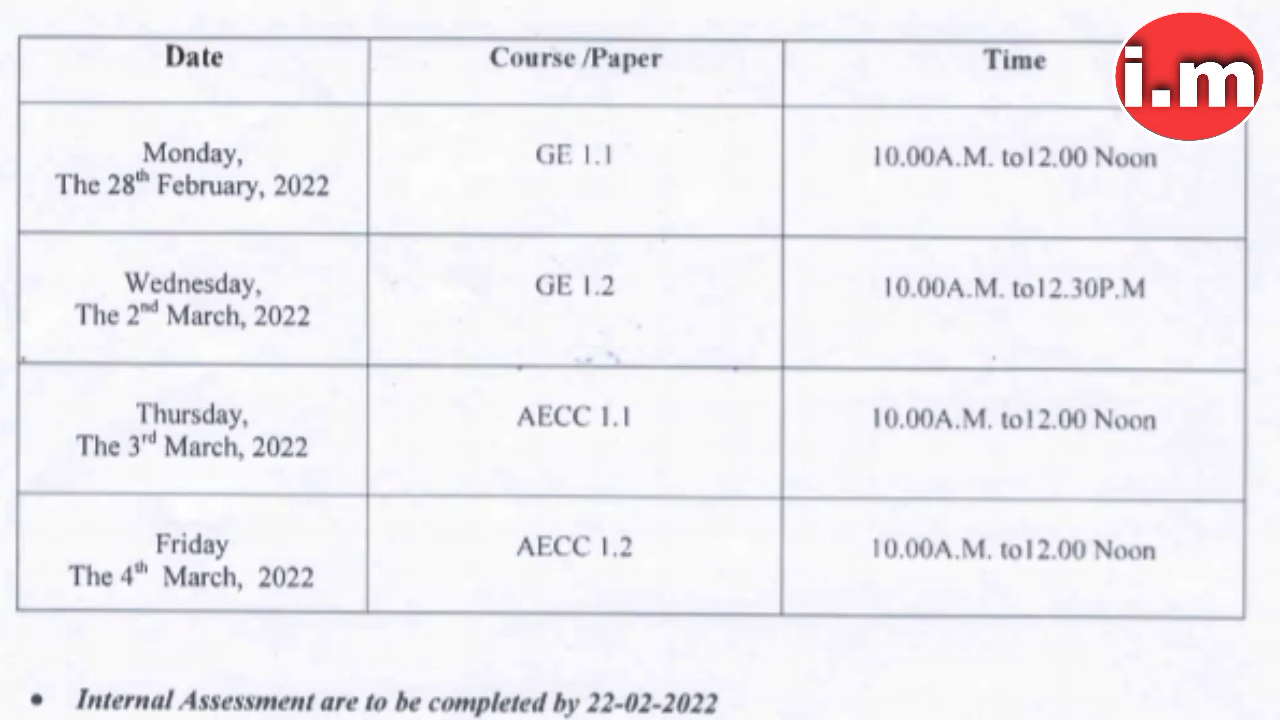 Date Course /Paper Time
i.m
Monday, GE 1.1 10.00A.M. to12.00 Noon
The 28th February, 2022
Wednesday, GE 1.2 10.00A.M. to12.30P.M
The 2nd March, 2022
Thursday, AECC 1.1 10.00A.M. to12.00 Noon
The 3rd March, 2022
Friday AECC 1.2 10.00A.M. to12.00 Noon
The 4th March, 2022
• Internal Assessment are to be completed by 22-02-2022